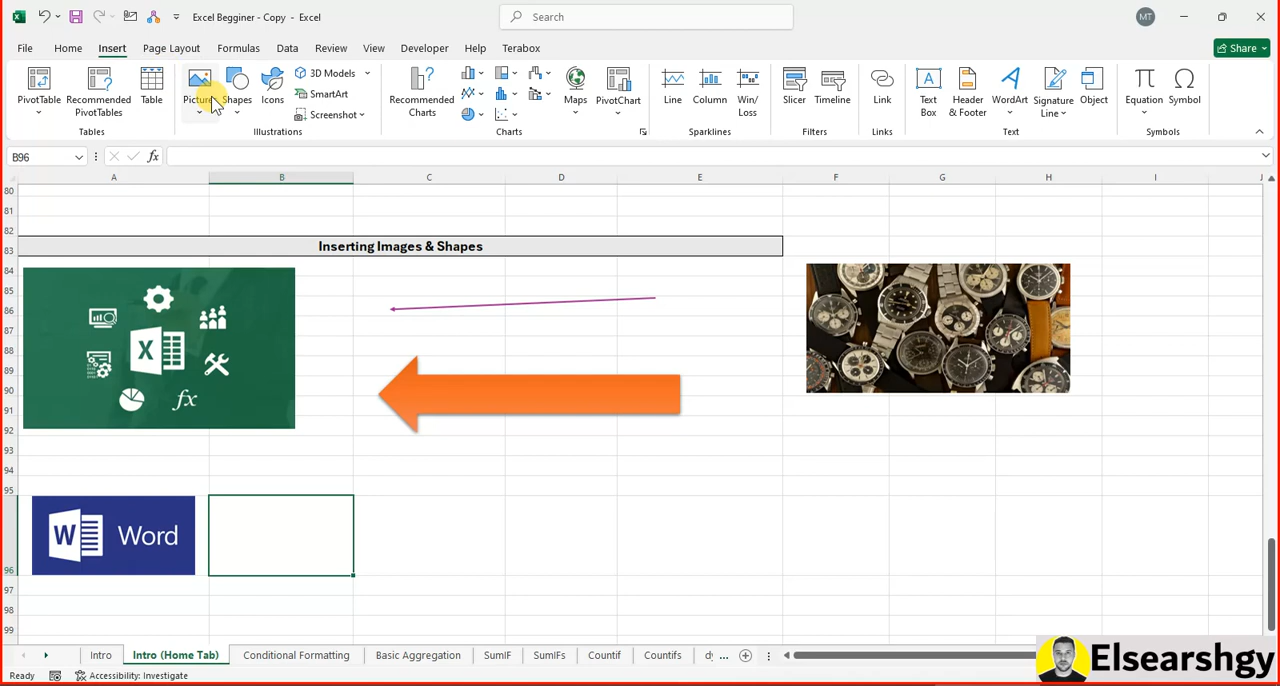 Excel Begginer - Copy - Excel
Search
MT
File Home Insert Page Layout Formulas Data Review View Developer Help Terabox
Share
PivotTable
Recommended PivotTables
Table
Tables
Pictures
Shapes
Icons
3D Models
SmartArt
Screenshot
Illustrations
Recommended Charts
Maps
PivotChart
Charts
Line
Column
Win/ Loss
Sparklines
Slicer
Timeline
Filters
Link
Links
Text Box
Header & Footer
WordArt
Signature Line
Object
Text
Equation
Symbol
Symbols
B96
fx
A B C D E F G H I J
80
81
82
83
Inserting Images & Shapes
84
85
86
87
88
89
90
91
92
93
94
95
96
97
98
99
X
fx
W Word
Intro
Intro (Home Tab)
Conditional Formatting
Basic Aggregation
SumIF
SumIFs
Countif
Countifs
...
Ready
Accessibility: Investigate
Elsearshgy